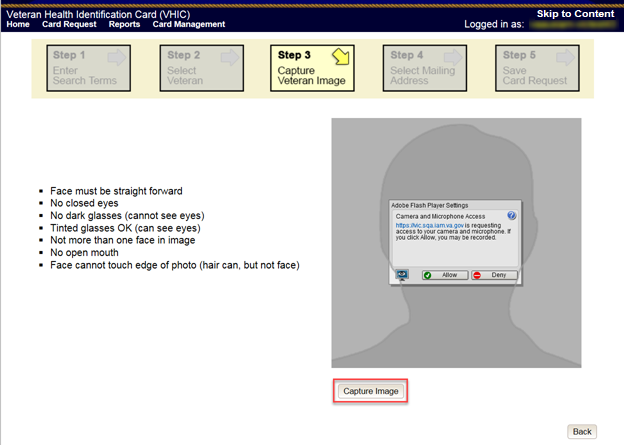 Veteran Health Identification Card (VHIC)
Skip to Content
Home Card Request Reports Card Management
Logged in as:
Step 1
Enter
Search Terms
Step 2
Select
Veteran
Step 3
Capture
Veteran Image
Step 4
Select Mailing
Address
Step 5
Save
Card Request
Face must be straight forward
No closed eyes
No dark glasses (cannot see eyes)
Tinted glasses OK (can see eyes)
Not more than one face in image
No open mouth
Face cannot touch edge of photo (hair can, but not face)
Adobe Flash Player Settings
Camera and Microphone Access
https://vic.sqa.iam.va.gov is requesting
access to your camera and microphone. If
you click Allow, you may be recorded.
Allow
Deny
Capture Image
Back